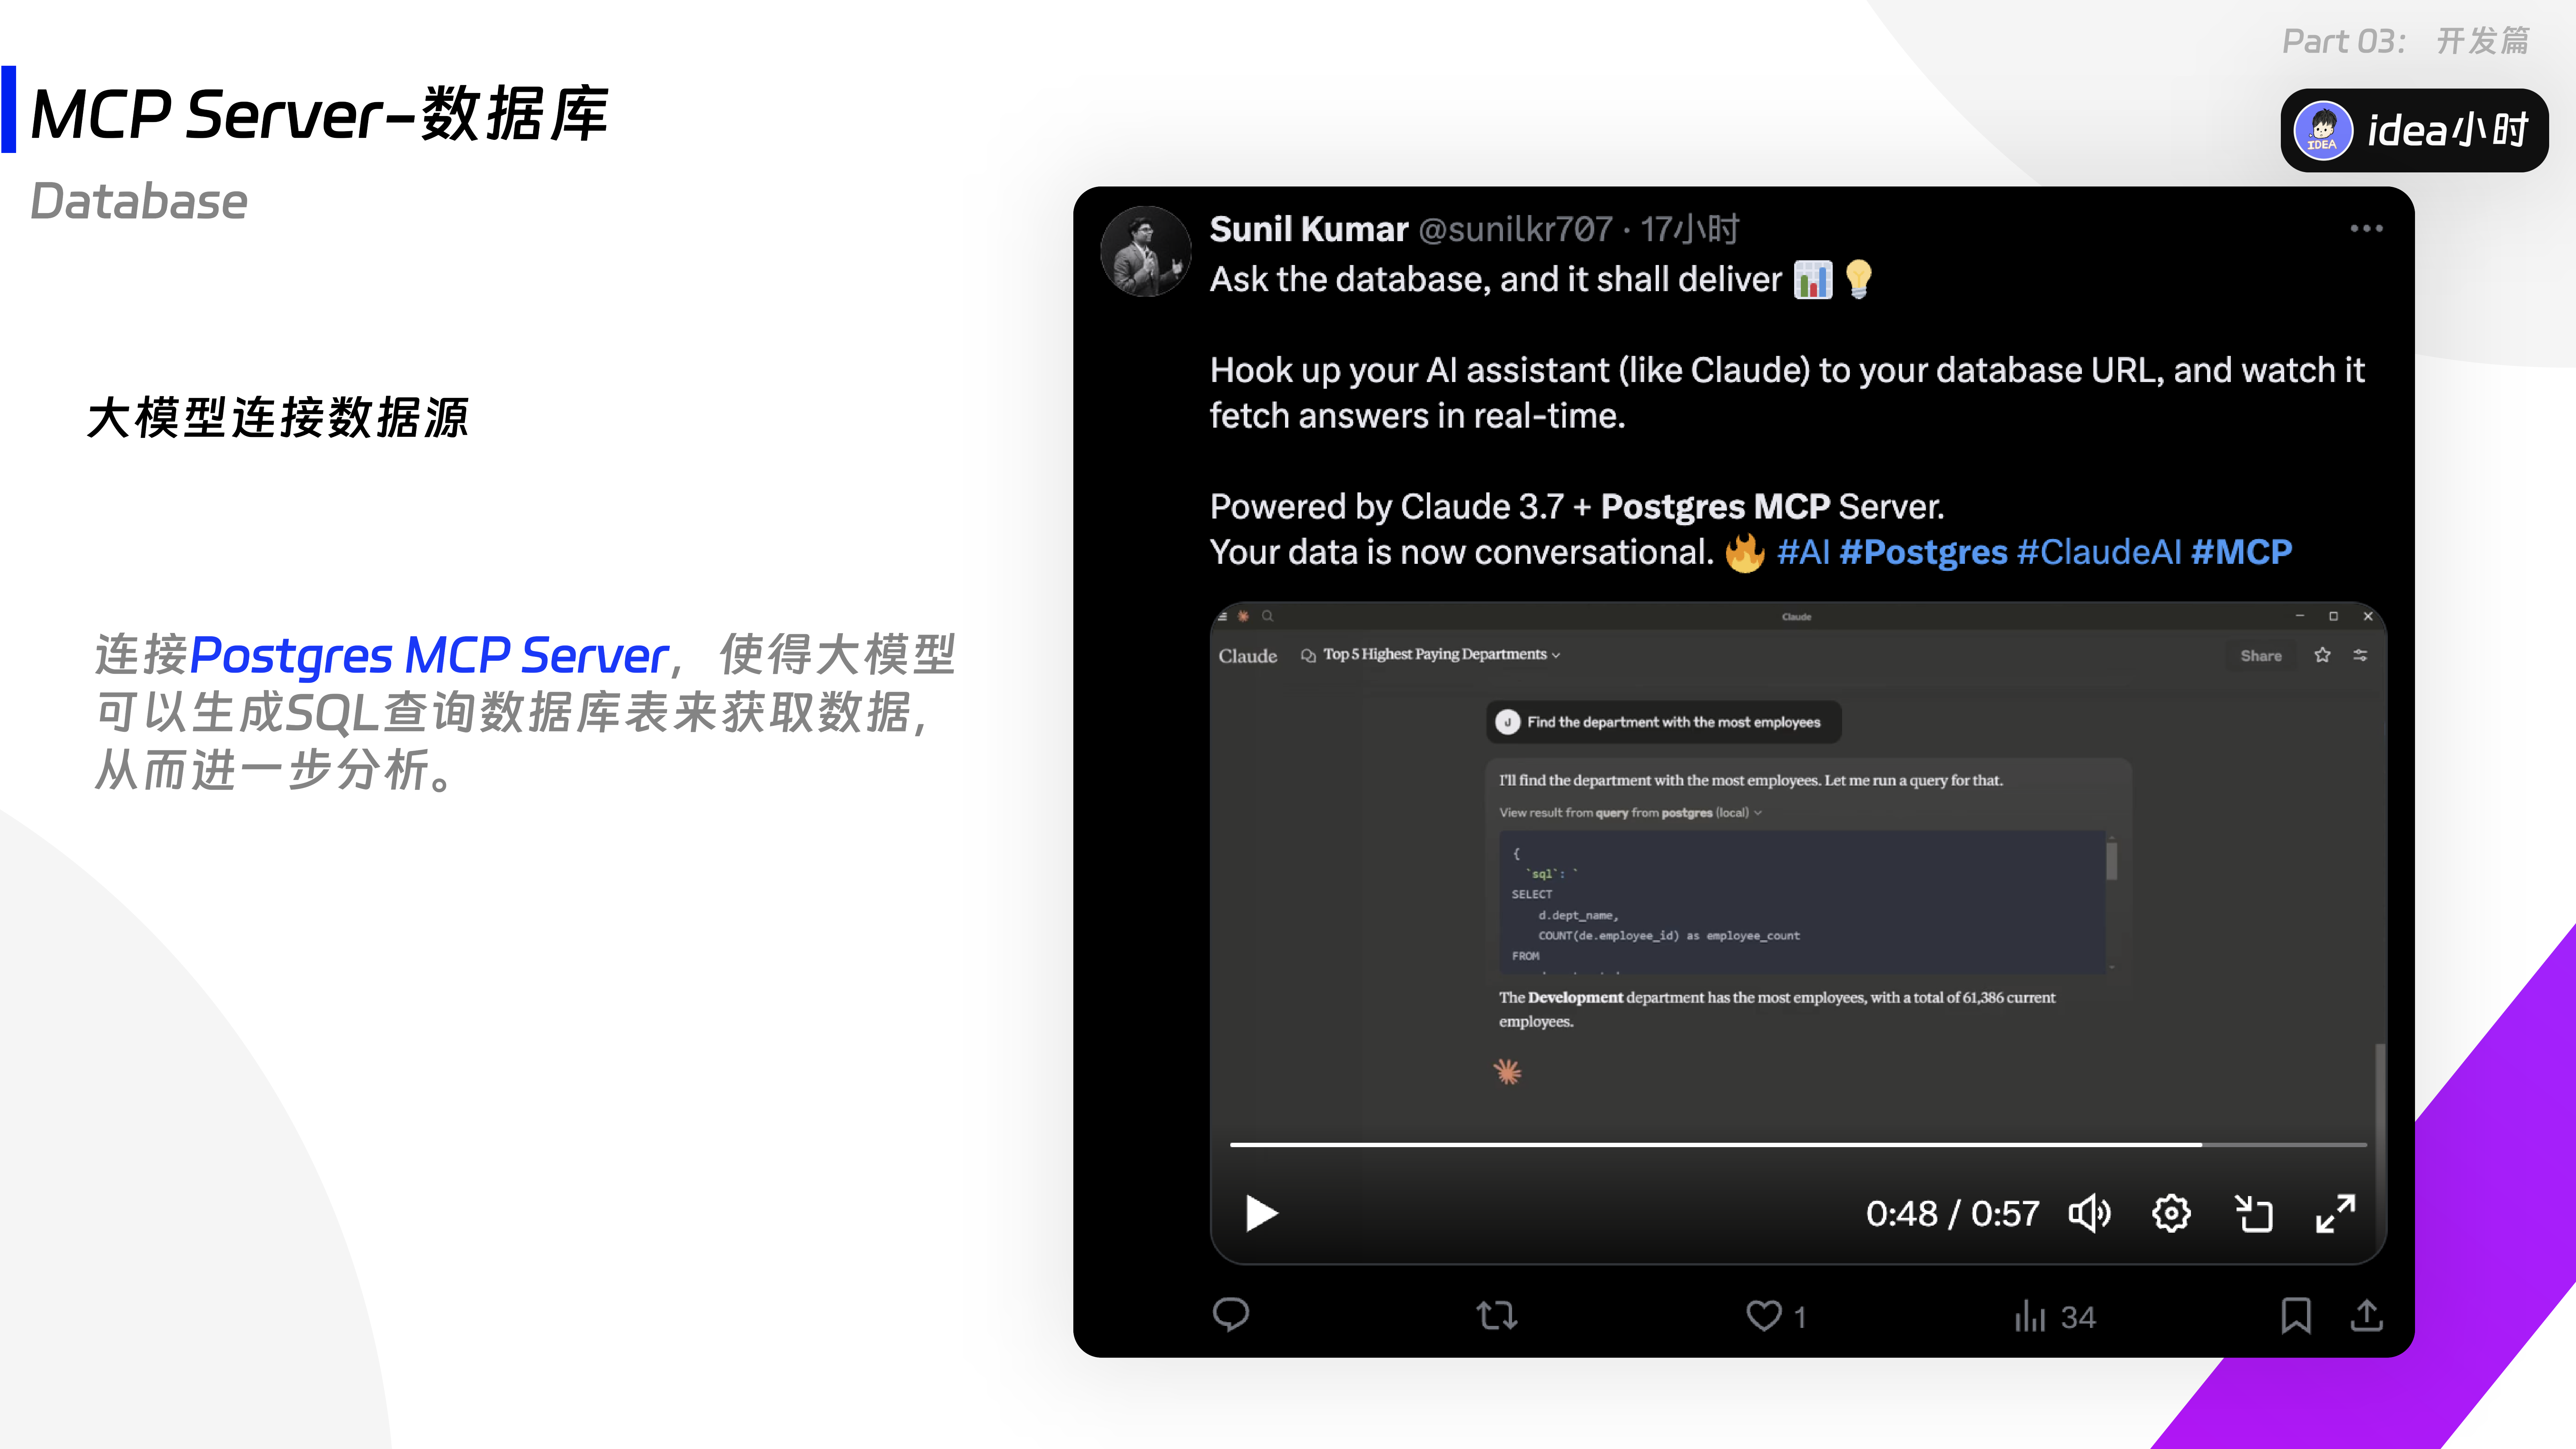 Part 03: 开发篇
MCP Server-数据库
IDEA
idea小时
Database
大模型连接数据源
连接Postgres MCP Server，使得大模型
可以生成SQL查询数据库表来获取数据，
从而进一步分析。
Sunil Kumar @sunilkr707 · 17小时
Ask the database, and it shall deliver 📊💡
Hook up your AI assistant (like Claude) to your database URL, and watch it
fetch answers in real-time.
Powered by Claude 3.7 + Postgres MCP Server.
Your data is now conversational. 🔥 #AI #Postgres #ClaudeAI #MCP
Claude
Claude
Top 5 Highest Paying Departments
Share
J Find the department with the most employees
I'll find the department with the most employees. Let me run a query for that.
View result from query from postgres (local)
{
`sql`: `
SELECT
d.dept_name,
COUNT(de.employee_id) as employee_count
FROM
The Development department has the most employees, with a total of 61,386 current
employees.
0:48 / 0:57
1
34